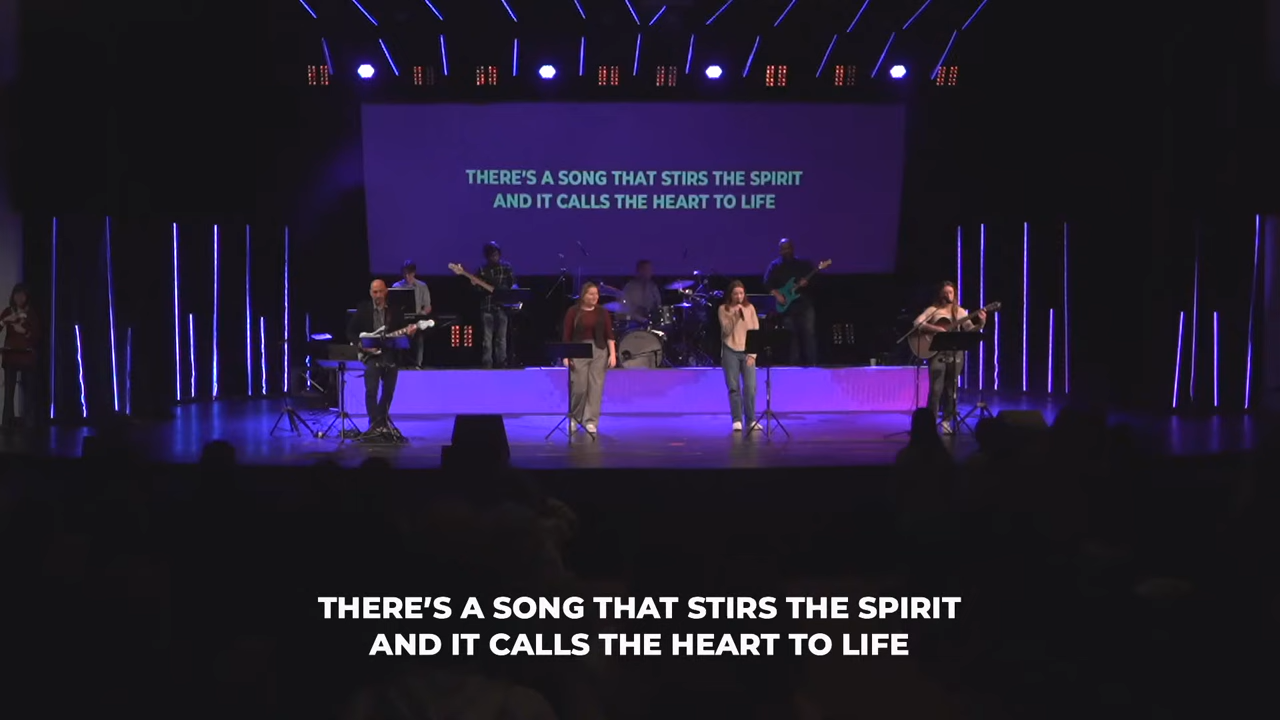 THERE'S A SONG THAT STIRS THE SPIRIT
AND IT CALLS THE HEART TO LIFE
THERE'S A SONG THAT STIRS THE SPIRIT
AND IT CALLS THE HEART TO LIFE